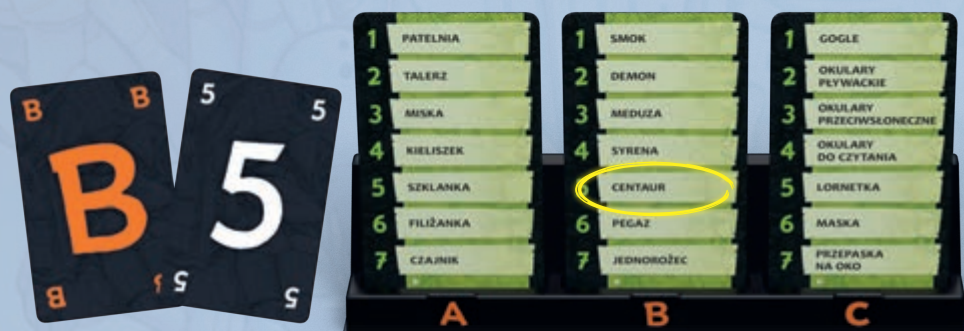 B B
B
B B
5 5
5
5 5
1 PATELNIA
2 TALERZ
3 MISKA
4 KIELISZEK
5 SZKLANKA
6 FILIŻANKA
7 CZAJNIK
A
1 SMOK
2 DEMON
3 MEDUZA
4 SYRENA
CENTAUR
6 PEGAZ
7 JEDNOROŻEC
B
1 GOGLE
2 OKULARY
PŁYWACKIE
3 OKULARY
PRZECIWSŁONECZNE
4 OKULARY
DO CZYTANIA
5 LORNETKA
6 MASKA
7 PRZEPASKA
NA OKO
C